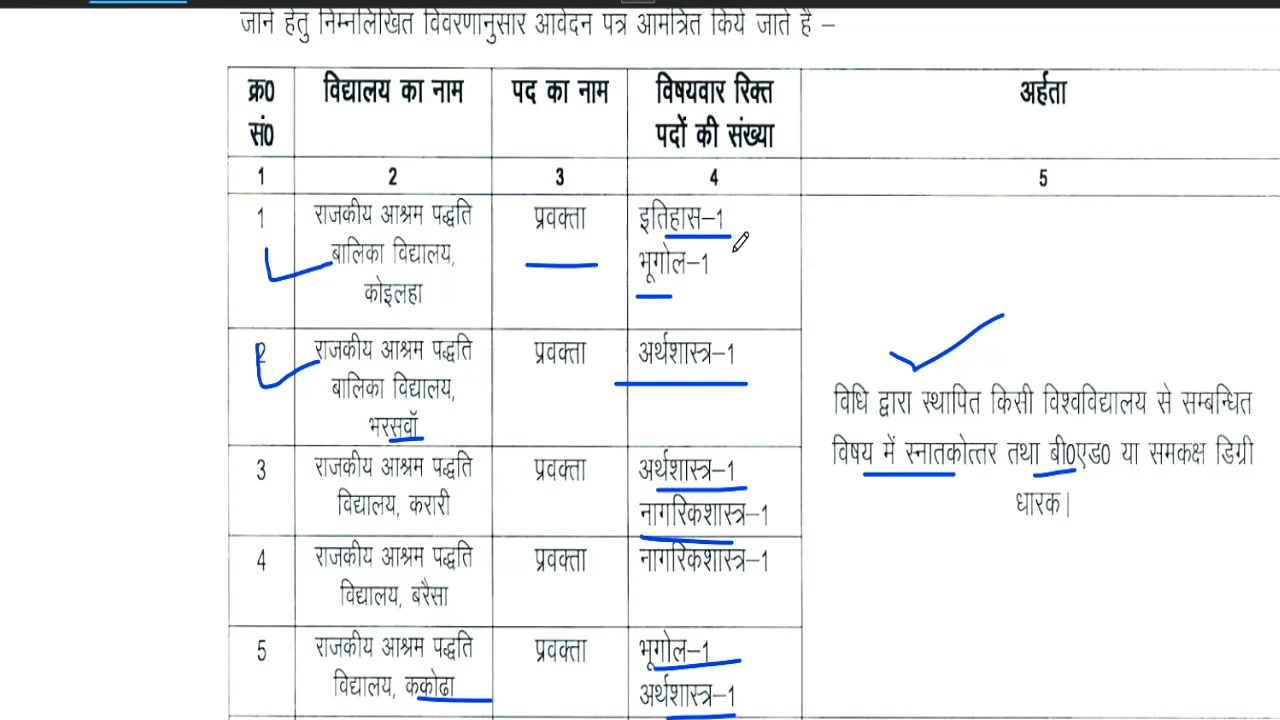 जाने हेतु निम्नलिखित विवरणानुसार आवेदन पत्र आमंत्रित किये जाते है –
क्र0 सं0
विद्यालय का नाम
पद का नाम
विषयवार रिक्त
पदों की संख्या
अर्हता
1 2 3 4 5
1
राजकीय आश्रम पद्धति
बालिका विद्यालय,
कोइलहा
प्रवक्ता
इतिहास–1
भूगोल–1
2
राजकीय आश्रम पद्धति
बालिका विद्यालय,
भरसवॉ
प्रवक्ता
अर्थशास्त्र–1
3
राजकीय आश्रम पद्धति
विद्यालय, करारी
प्रवक्ता
अर्थशास्त्र–1
नागरिकशास्त्र–1
4
राजकीय आश्रम पद्धति
विद्यालय, बरैसा
प्रवक्ता
नागरिकशास्त्र–1
5
राजकीय आश्रम पद्धति
विद्यालय, ककोढा
प्रवक्ता
भूगोल–1
अर्थशास्त्र–1
विधि द्वारा स्थापित किसी विश्वविद्यालय से सम्बन्धित
विषय में स्नातकोत्तर तथा बी0एड0 या समकक्ष डिग्री
धारक।